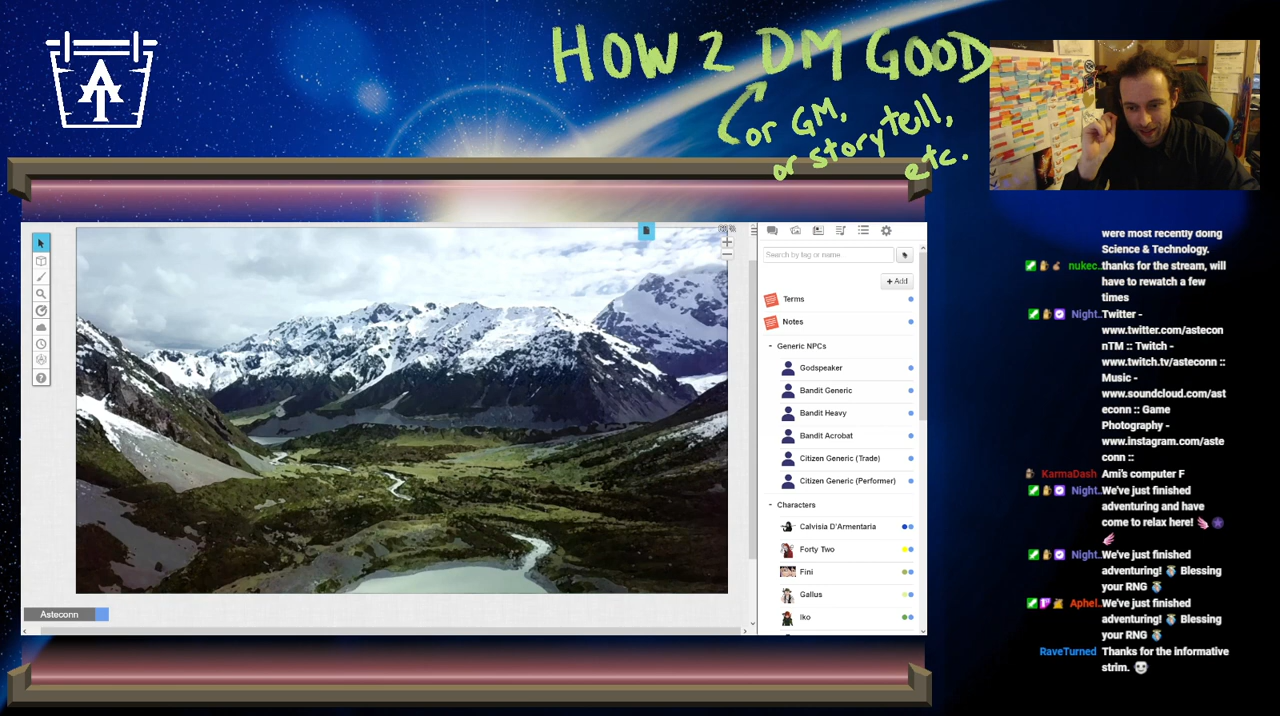 HOW 2 DM GOOD
or GM,
or storytell,
etc.
Search by tag or name...
+ Add
Terms
Notes
Generic NPCs
Godspeaker
Bandit Generic
Bandit Heavy
Bandit Acrobat
Citizen Generic (Trade)
Citizen Generic (Performer)
Characters
Calvisia D'Armentaria
Forty Two
Fini
Gallus
Iko
Asteconn
were most recently doing
Science & Technology.
nukec.. thanks for the stream, will
have to rewatch a few
times
Night.. Twitter -
www.twitter.com/astecon
nTM :: Twitch -
www.twitch.tv/asteconn ::
Music -
www.soundcloud.com/ast
econn :: Game
Photography -
www.instagram.com/aste
conn ::
KarmaDash Ami's computer F
Night.. We've just finished
adventuring and have
come to relax here!
Night.. We've just finished
adventuring! Blessing
your RNG
Aphel.. We've just finished
adventuring! Blessing
your RNG
RaveTurned Thanks for the informative
strim.